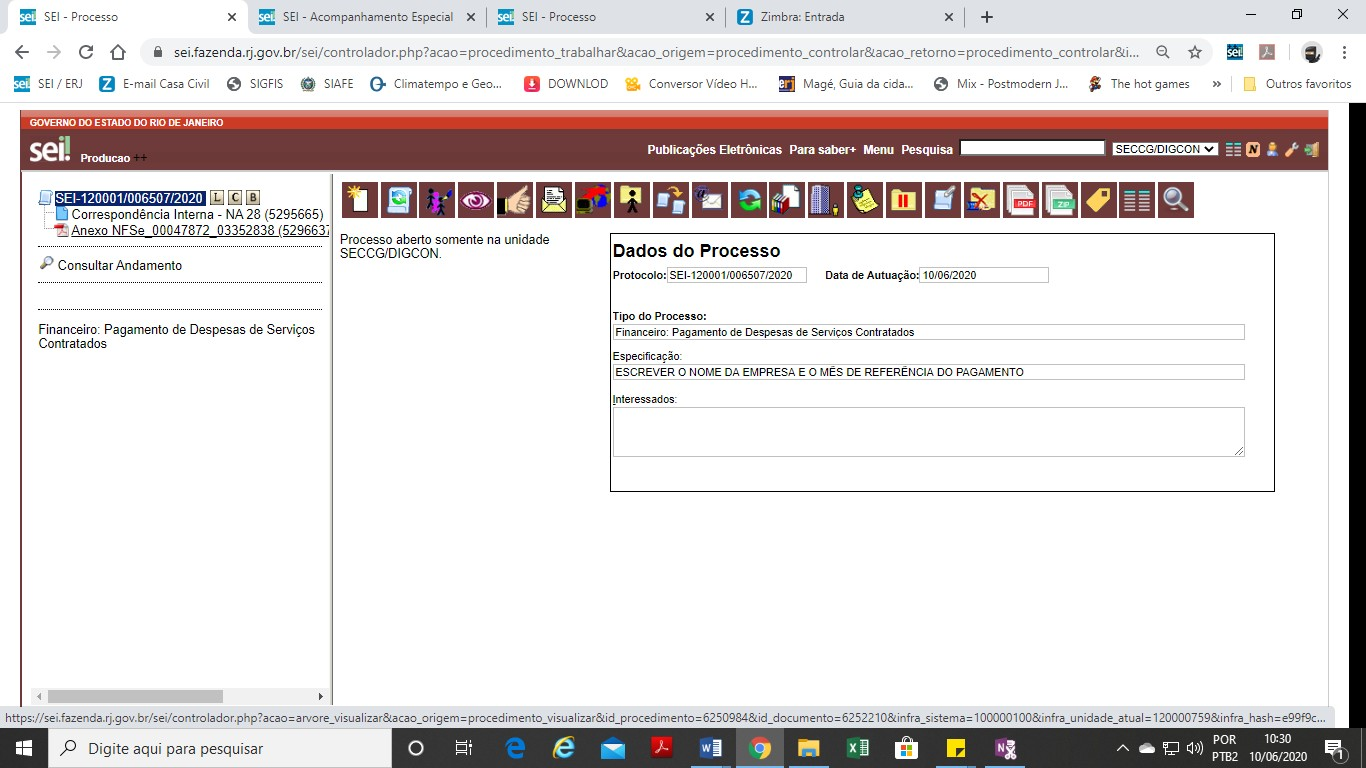 SEI - Processo
SEI - Acompanhamento Especial
SEI - Processo
Zimbra: Entrada
sei.fazenda.rj.gov.br/sei/controlador.php?acao=procedimento_trabalhar&acao_origem=procedimento_controlar&acao_retorno=procedimento_controlar&i...
SEI / ERJ
E-mail Casa Civil
SIGFIS
SIAFE
Climatempo e Geo...
DOWNLOD
Conversor Vídeo H...
Magé, Guia da cida...
Mix - Postmodern J...
The hot games
»
Outros favoritos
GOVERNO DO ESTADO DO RIO DE JANEIRO
sei! Producao ++
Publicações Eletrônicas Para saber+ Menu Pesquisa SECCG/DIGCON
SEI-120001/006507/2020 L C B
Correspondência Interna - NA 28 (5295665)
Anexo NFSe_00047872_03352838 (5296637
Consultar Andamento
Financeiro: Pagamento de Despesas de Serviços
Contratados
PDF
ZIP
Processo aberto somente na unidade
SECCG/DIGCON.
Dados do Processo
Protocolo: SEI-120001/006507/2020 Data de Autuação: 10/06/2020
Tipo do Processo:
Financeiro: Pagamento de Despesas de Serviços Contratados
Especificação:
ESCREVER O NOME DA EMPRESA E O MÊS DE REFERÊNCIA DO PAGAMENTO
Interessados:
https://sei.fazenda.rj.gov.br/sei/controlador.php?acao=arvore_visualizar&acao_origem=procedimento_visualizar&id_procedimento=6250984&id_documento=6252210&infra_sistema=100000100&infra_unidade_atual=120000759&infra_hash=e99f9c...
Digite aqui para pesquisar
POR
PTB2
10:30
10/06/2020
1